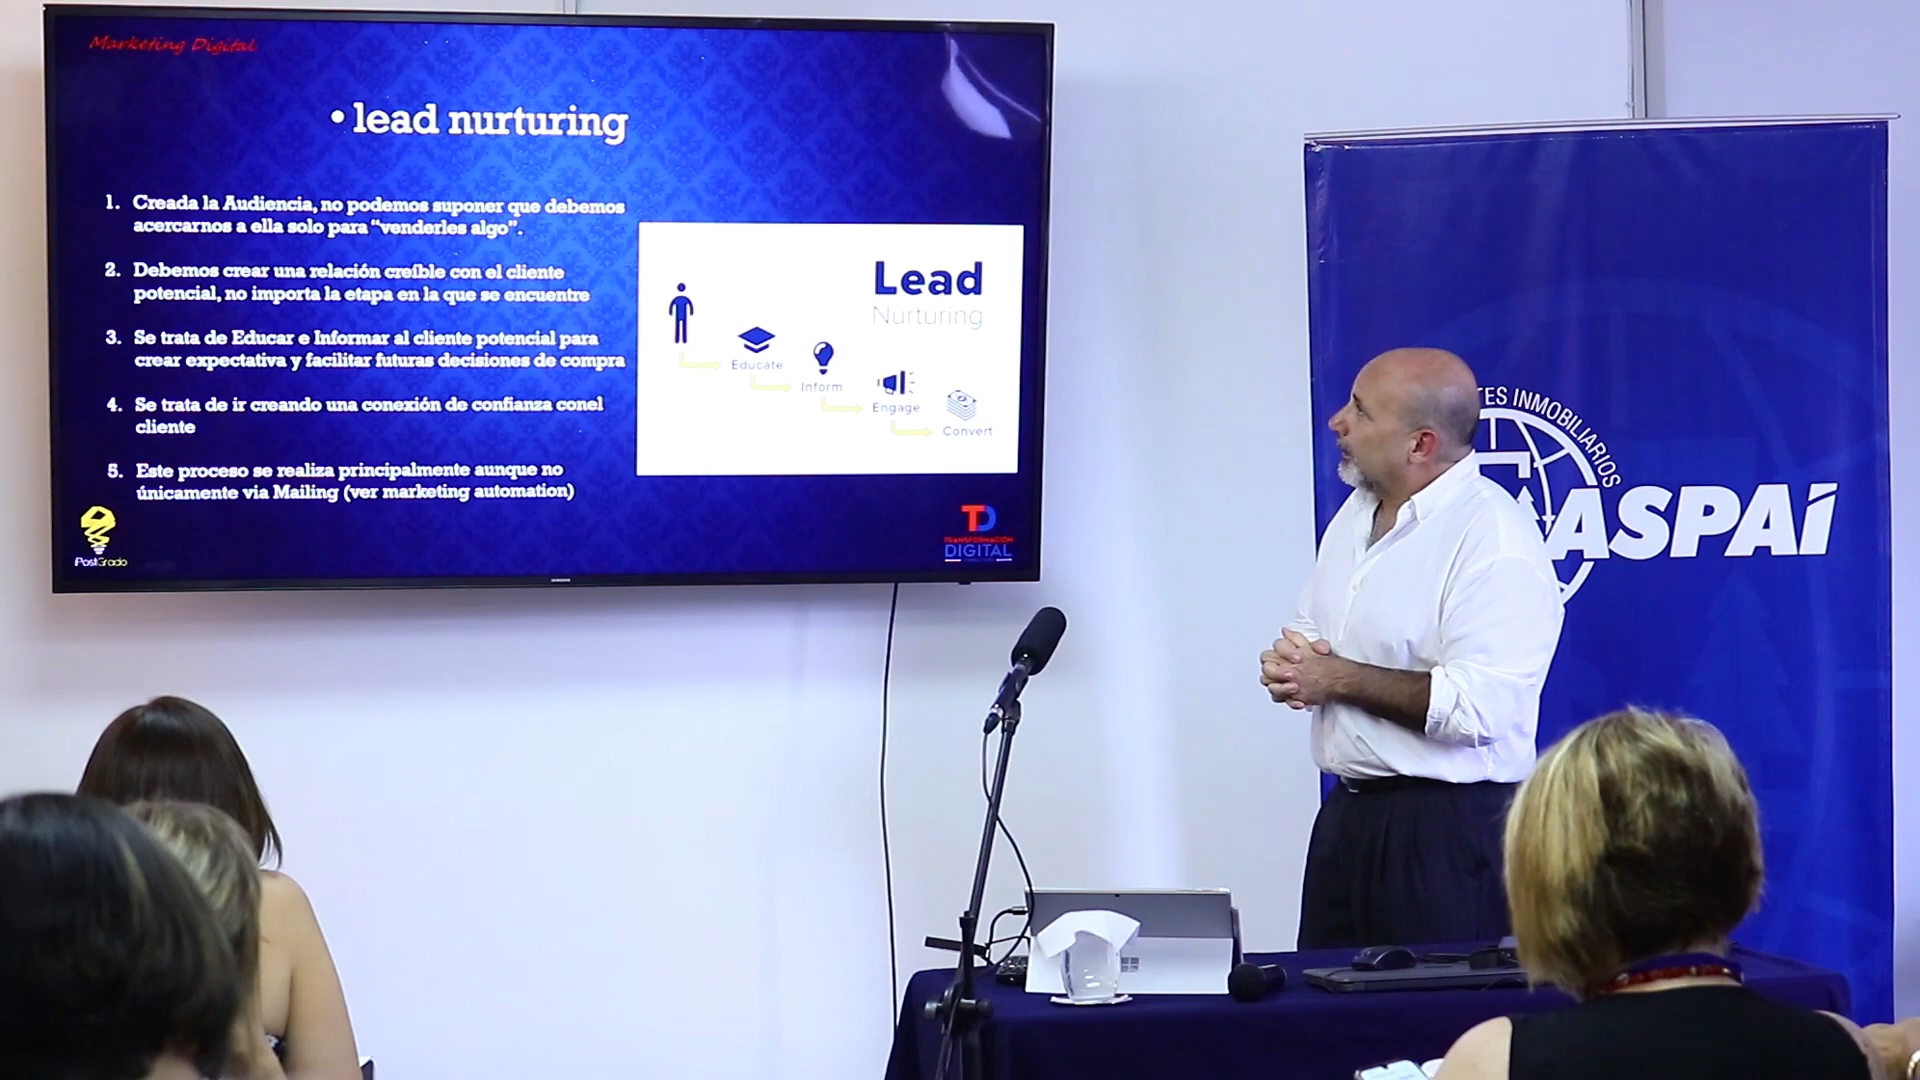 Marketing Digital
• lead nurturing
1. Creada la Audiencia, no podemos suponer que debemos
acercarnos a ella solo para “venderles algo”.
2. Debemos crear una relación creíble con el cliente
potencial, no importa la etapa en la que se encuentre
3. Se trata de Educar e Informar al cliente potencial para
crear expectativa y facilitar futuras decisiones de compra
4. Se trata de ir creando una conexión de confianza conel
cliente
5. Este proceso se realiza principalmente aunque no
únicamente via Mailing (ver marketing automation)
Lead
Nurturing
Educate
Inform
Engage
Convert
iPostGrado
TD
TRANSFORMACIÓN
DIGITAL
SAMSUNG
TES INMOBILIARIOS
ASPAI